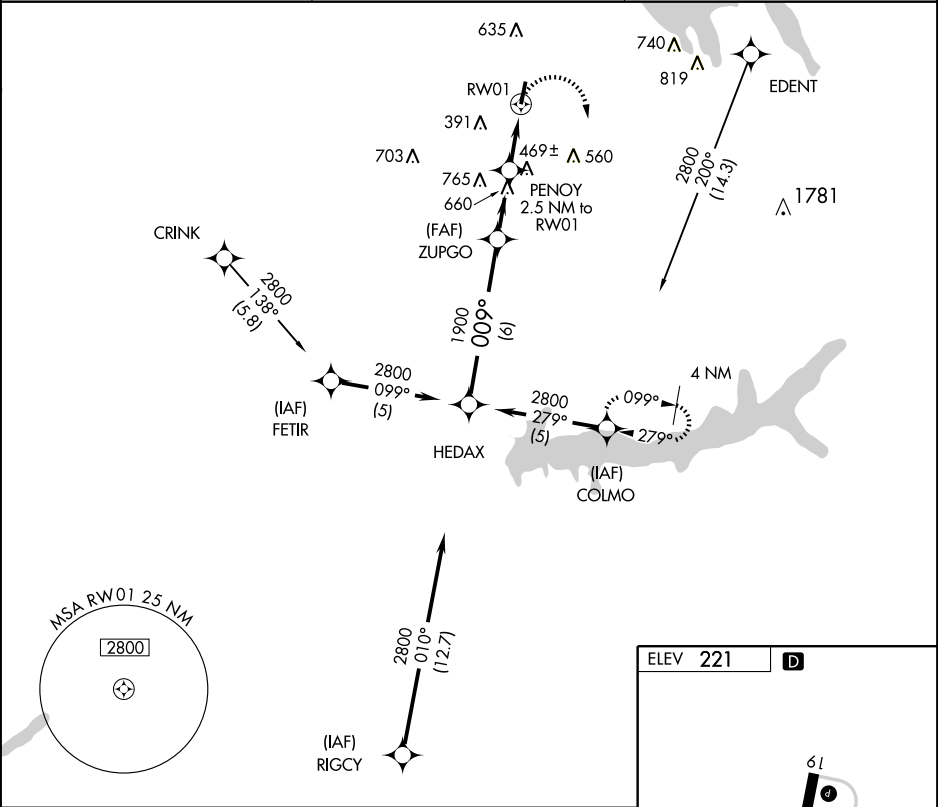 635
740
819
EDENT
RW01
391
703
469±
560
765
660
PENOY
2.5 NM to
RW01
2800
200°
(14.3)
1781
(FAF)
ZUPGO
CRINK
2800
138°
(5.8)
1900
009°
(6)
4 NM
2800
099°
(5)
(IAF)
FETIR
HEDAX
2800
279°
(5)
099°
279°
(IAF)
COLMO
MSA RW01 25 NM
2800
2800
010°
(12.7)
(IAF)
RIGCY
ELEV 221 D
19
P